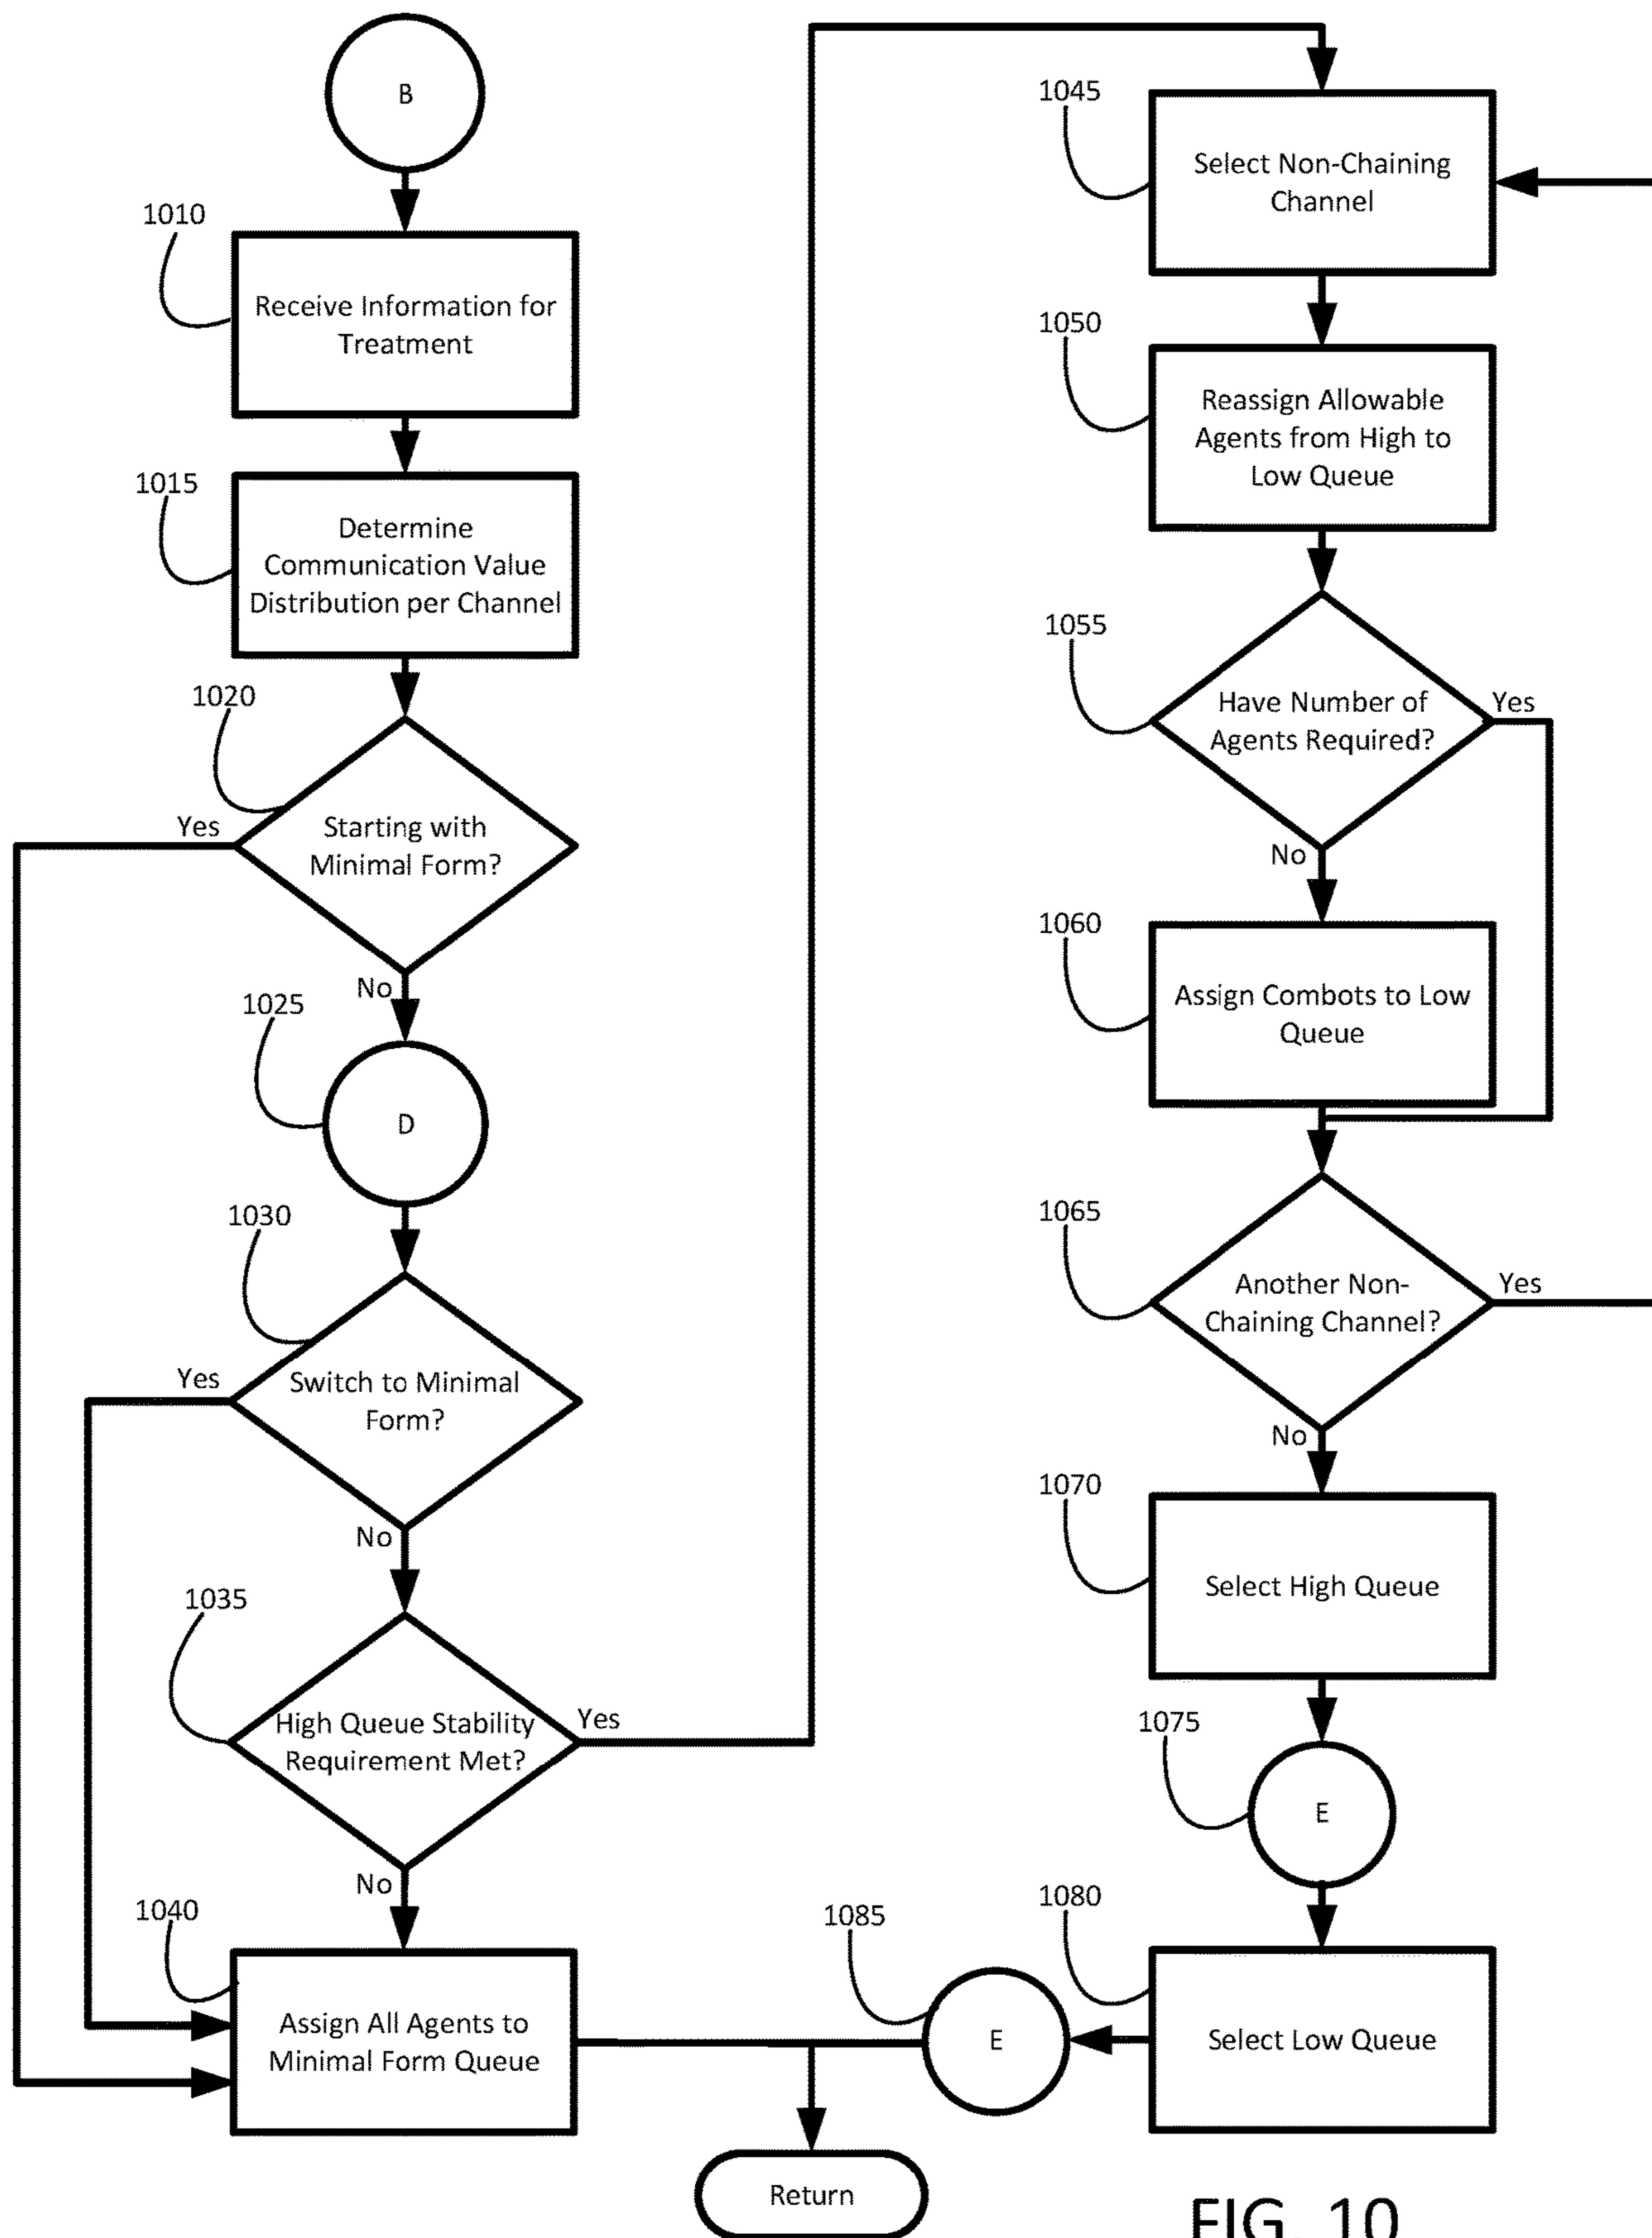 B
1010
Receive Information for
Treatment
1015
Determine
Communication Value
Distribution per Channel
1020
Yes
Starting with
Minimal Form?
No
1025
D
1030
Yes
Switch to Minimal
Form?
No
1035
High Queue Stability
Requirement Met?
Yes
No
1040
Assign All Agents to
Minimal Form Queue
1045
Select Non-Chaining
Channel
1050
Reassign Allowable
Agents from High to
Low Queue
1055
Have Number of
Agents Required?
Yes
No
1060
Assign Combots to Low
Queue
1065
Another Non-
Chaining Channel?
Yes
No
1070
Select High Queue
1075
E
1080
Select Low Queue
1085
E
Return
FIG. 10